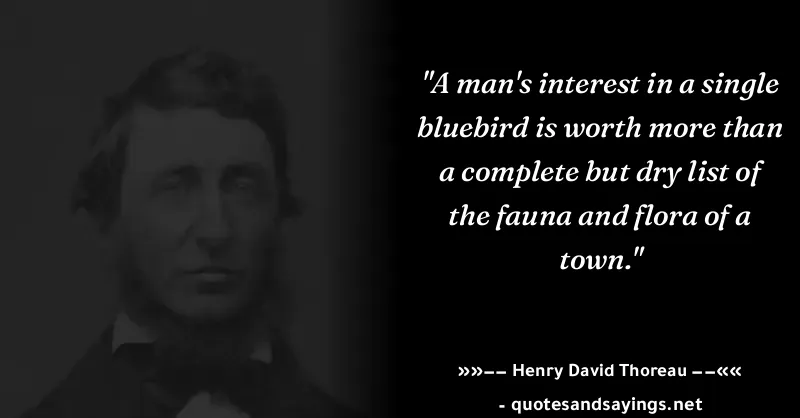 "A man's interest in a single
bluebird is worth more than
a complete but dry list of
the fauna and flora of a
town."
»»–– Henry David Thoreau ––««
- quotesandsayings.net